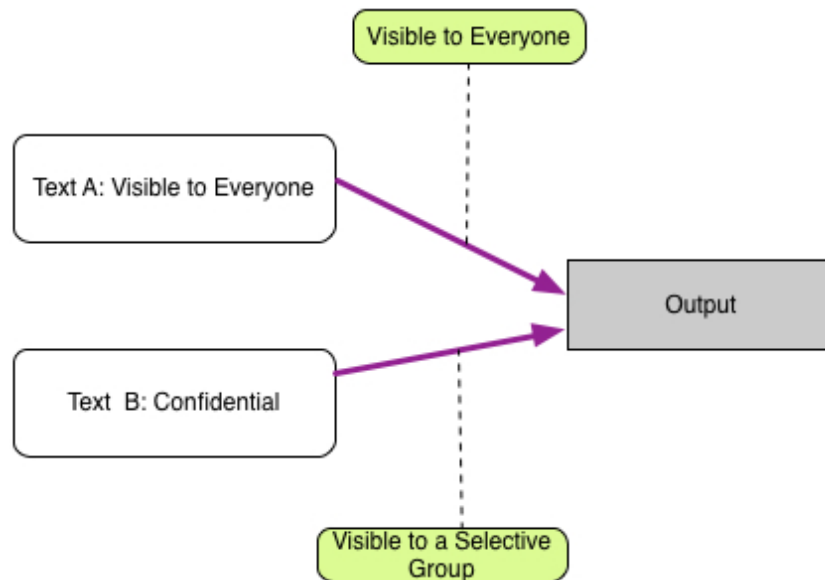 Visible to Everyone
Text A: Visible to Everyone
Output
Text B: Confidential
Visible to a Selective
Group